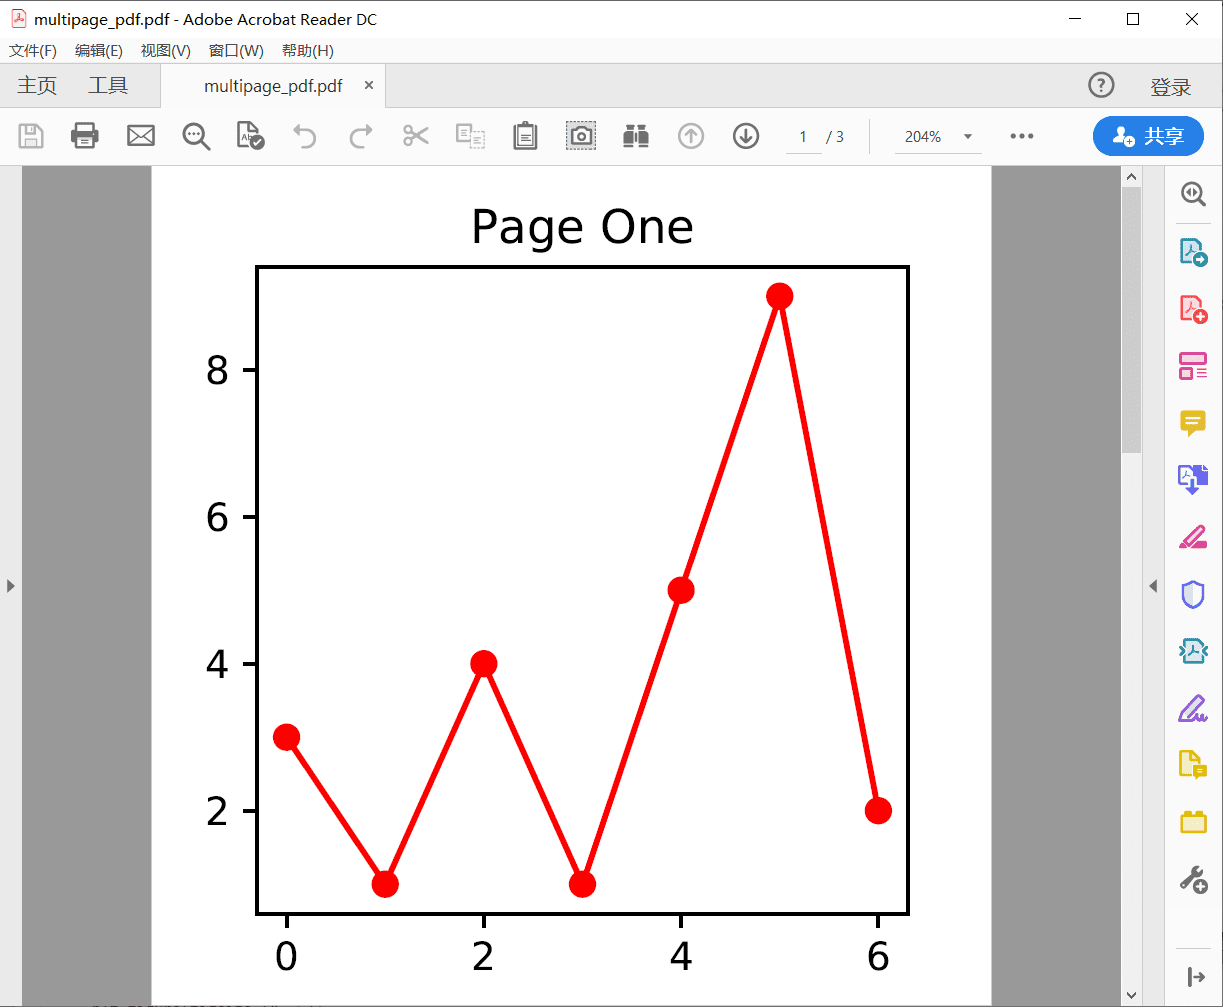 multipage_pdf.pdf - Adobe Acrobat Reader DC
文件(F) 编辑(E) 视图(V) 窗口(W) 帮助(H)
主页 工具 multipage_pdf.pdf × ? 登录
1 / 3 204% 共享
Page One
8
6
4
2
0 2 4 6